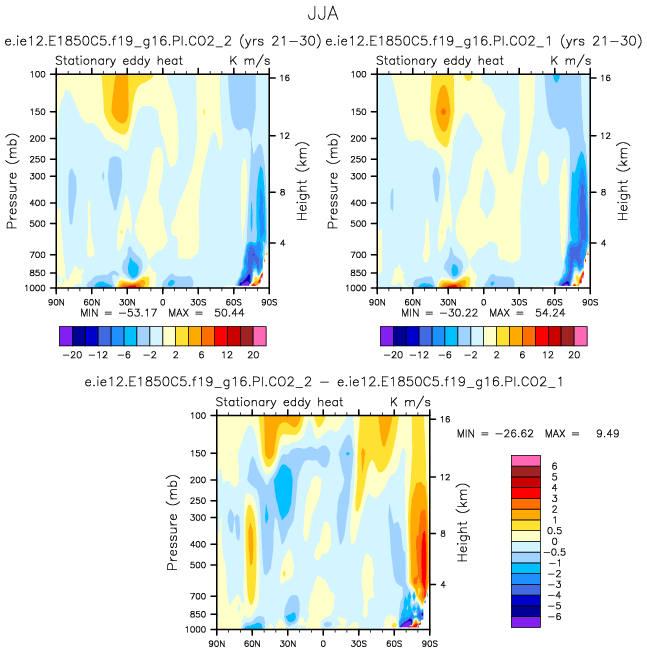 JJA
e.ie12.E1850C5.f19_g16.PI.CO2_2 (yrs 21-30) e.ie12.E1850C5.f19_g16.PI.CO2_1 (yrs 21-30)
Stationary eddy heat K m/s
Stationary eddy heat K m/s
Pressure (mb)
100
150
200
250
300
400
500
700
850
1000
16
12
8
4
Height (km)
90N 60N 30N 0 30S 60S 90S
MIN = -53.17 MAX = 50.44
-20 -12 -6 -2 2 6 12 20
Pressure (mb)
100
150
200
250
300
400
500
700
850
1000
16
12
8
4
Height (km)
90N 60N 30N 0 30S 60S 90S
MIN = -30.22 MAX = 54.24
-20 -12 -6 -2 2 6 12 20
e.ie12.E1850C5.f19_g16.PI.CO2_2 - e.ie12.E1850C5.f19_g16.PI.CO2_1
Stationary eddy heat K m/s
Pressure (mb)
100
150
200
250
300
400
500
700
850
1000
16
12
8
4
Height (km)
90N 60N 30N 0 30S 60S 90S
MIN = -26.62 MAX = 9.49
6
5
4
3
2
1
0.5
0
-0.5
-1
-2
-3
-4
-5
-6